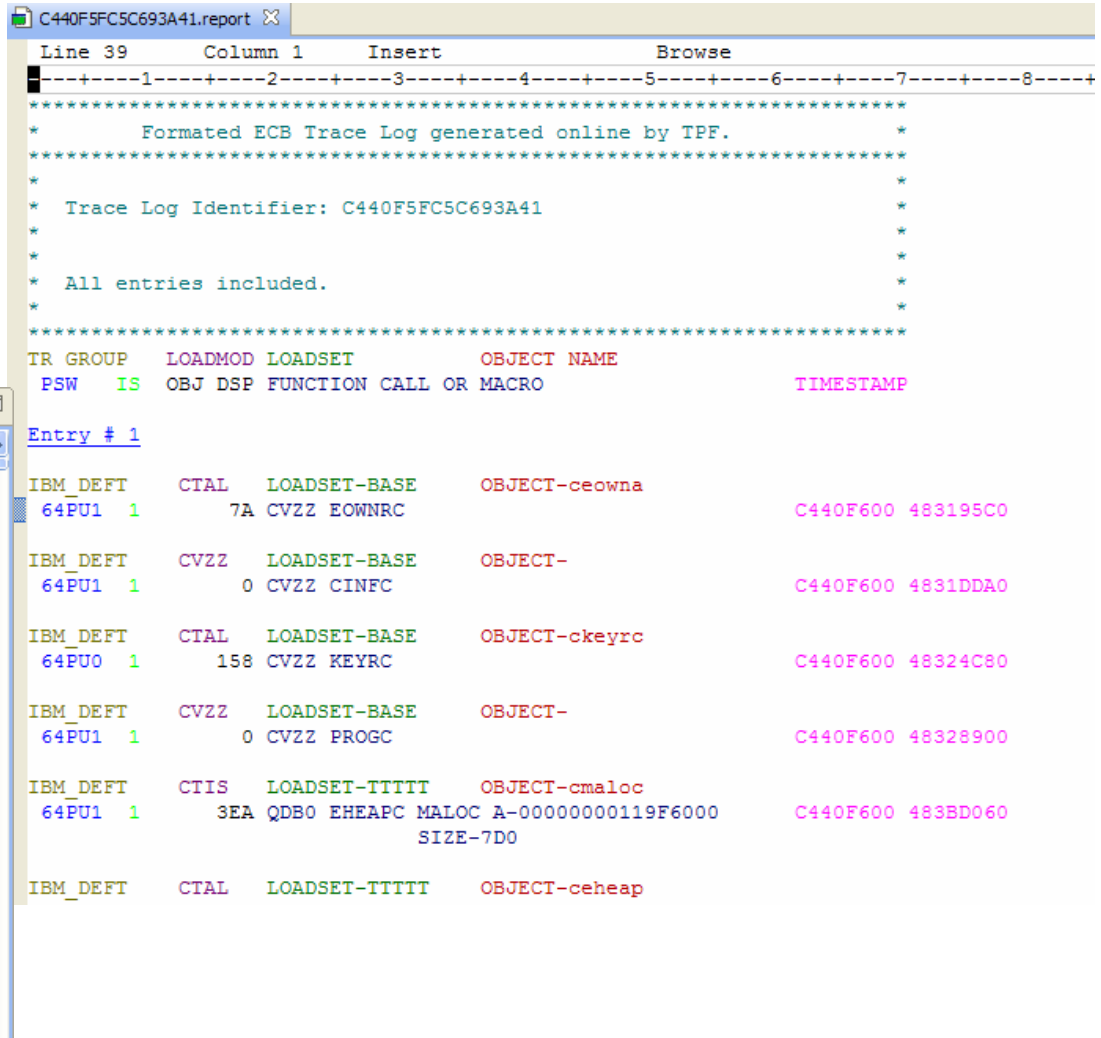 C440F5FC5C693A41.report
Line 39 Column 1 Insert Browse
----+----1----+----2----+----3----+----4----+----5----+----6----+----7----+----8----+
**********************************************************************
* Formated ECB Trace Log generated online by TPF. *
**********************************************************************
* *
* Trace Log Identifier: C440F5FC5C693A41 *
* *
* *
* All entries included. *
* *
**********************************************************************
TR GROUP LOADMOD LOADSET OBJECT NAME
PSW IS OBJ DSP FUNCTION CALL OR MACRO TIMESTAMP
Entry # 1
IBM_DEFT CTAL LOADSET-BASE OBJECT-ceowna
64PU1 1 7A CVZZ EOWNRC C440F600 483195C0
IBM_DEFT CVZZ LOADSET-BASE OBJECT-
64PU1 1 0 CVZZ CINFC C440F600 4831DDA0
IBM_DEFT CTAL LOADSET-BASE OBJECT-ckeyrc
64PU0 1 158 CVZZ KEYRC C440F600 48324C80
IBM_DEFT CVZZ LOADSET-BASE OBJECT-
64PU1 1 0 CVZZ PROGC C440F600 48328900
IBM_DEFT CTIS LOADSET-TTTTT OBJECT-cmaloc
64PU1 1 3EA QDB0 EHEAPC MALOC A-00000000119F6000 C440F600 483BD060
SIZE-7D0
IBM_DEFT CTAL LOADSET-TTTTT OBJECT-ceheap